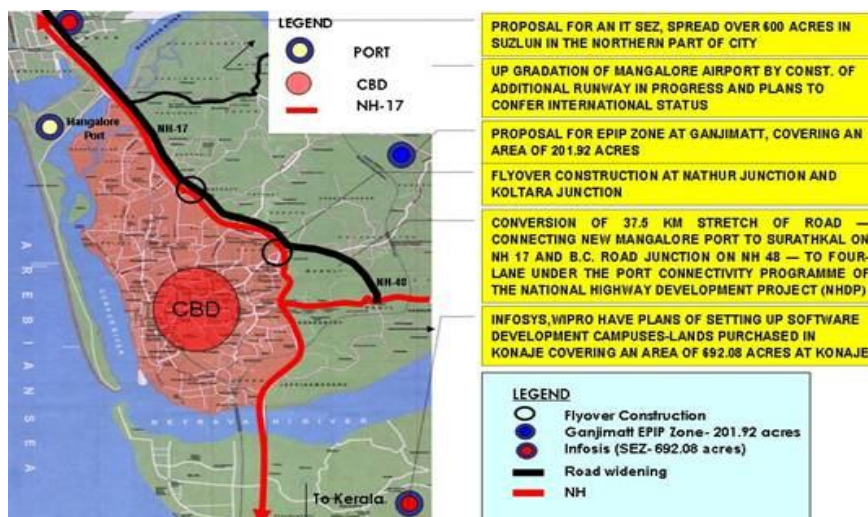 LEGEND
PORT
CBD
NH-17
Mangalore
Port
NH-17
NH-48
CBD
AREBIANSEA
To Kerala
PROPOSAL FOR AN IT SEZ, SPREAD OVER 600 ACRES IN
SUZLUN IN THE NORTHERN PART OF CITY
UP GRADATION OF MANGALORE AIRPORT BY CONST. OF
ADDITIONAL RUNWAY IN PROGRESS AND PLANS TO
CONFER INTERNATIONAL STATUS
PROPOSAL FOR EPIP ZONE AT GANJIMATT, COVERING AN
AREA OF 201.92 ACRES
FLYOVER CONSTRUCTION AT NATHUR JUNCTION AND
KOLTARA JUNCTION
CONVERSION OF 37.5 KM STRETCH OF ROAD —
CONNECTING NEW MANGALORE PORT TO SURATHKAL ON
NH 17 AND B.C. ROAD JUNCTION ON NH 48 — TO FOUR-
LANE UNDER THE PORT CONNECTIVITY PROGRAMME OF
THE NATIONAL HIGHWAY DEVELOPMENT PROJECT (NHDP)
INFOSYS,WIPRO HAVE PLANS OF SETTING UP SOFTWARE
DEVELOPMENT CAMPUSES-LANDS PURCHASED IN
KONAJE COVERING AN AREA OF 692.08 ACRES AT KONAJE
LEGEND
Flyover Construction
Ganjimatt EPIP Zone- 201.92 acres
Infosis (SEZ- 692.08 acres)
Road widening
NH